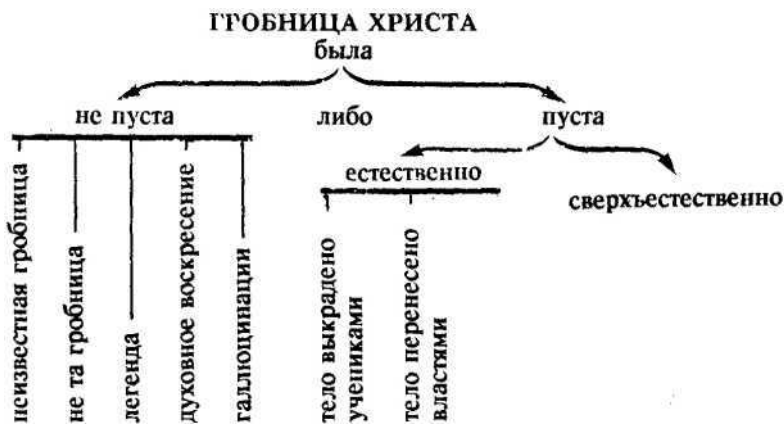 ГРОБНИЦА ХРИСТА
была
не пуста
либо
пуста
естественно
сверхъестественно
неизвестная гробница
не та гробница
легенда
духовное воскресение
галлюцинации
тело выкрадено
учениками
тело перенесено
властями